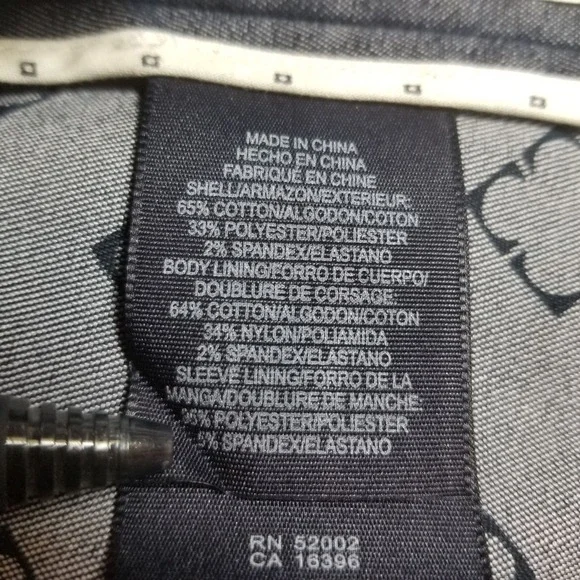 MADE IN CHINA
HECHO EN CHINA
FABRIQUÉ EN CHINE
SHELL/ARMAZON/EXTERIEUR:
65% COTTON/ALGODON/COTON
33% POLYESTER/POLIESTER
2% SPANDEX/ELASTANO
BODY LINING/FORRO DE CUERPO/
DOUBLURE DE CORSAGE:
64% COTTON/ALGODON/COTON
34% NYLON/POLIAMIDA
2% SPANDEX/ELASTANO
SLEEVE LINING/FORRO DE LA
MANGA/DOUBLURE DE MANCHE:
POLYESTER/POLIESTER
SPANDEX/ELASTANO
RN 52002
CA 16396